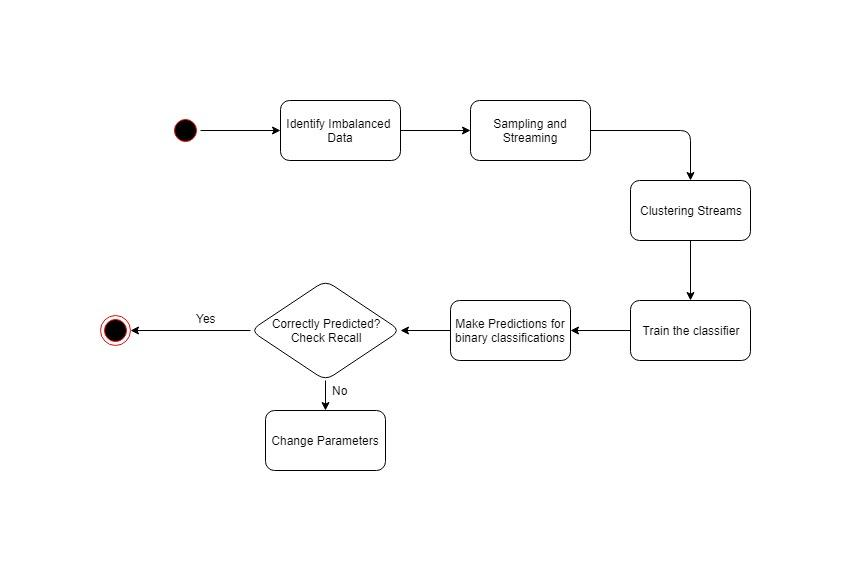 Identify Imbalanced
Data
Sampling and
Streaming
Clustering Streams
Train the classifier
Make Predictions for
binary classifications
Correctly Predicted?
Check Recall
Yes
No
Change Parameters